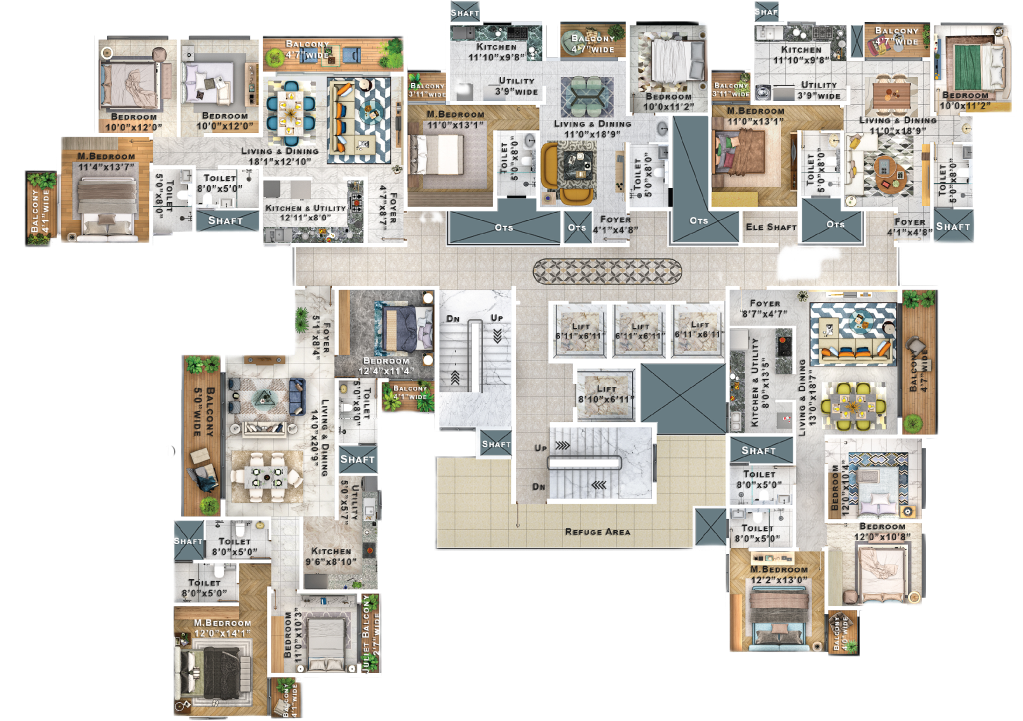 SHAFT
SHAF
BALCONY
4'7"WIDE
BEDROOM
10'0"x12'0"
BEDROOM
10'0"x12'0"
LIVING & DINING
18'1"x12'10"
M.BEDROOM
11'4"x13'7"
BALCONY
4'1"WIDE
TOILET
5'0"x8'0"
TOILET
8'0"x5'0"
SHAFT
KITCHEN & UTILITY
12'11"x8'0"
FOYER
4'7"x8'7"
KITCHEN
11'10"x9'8"
BALCONY
4'7"WIDE
BALCONY
3'11"WIDE
UTILITY
3'9"WIDE
BEDROOM
10'0x11'2"
M.BEDROOM
11'0"x13'1"
LIVING & DINING
11'0"x18'9"
TOILET
5'0"x8'0"
TOILET
5'0"x8'0"
OTS
OTS
FOYER
4'1"x4'8"
OTS
KITCHEN
11'10"x9'8"
BALCONY
4'7"WIDE
BALCONY
3'11"WIDE
UTILITY
3'9"WIDE
BEDROOM
10'0x11'2"
M.BEDROOM
11'0"x13'1"
LIVING & DINING
11'0"x18'9"
TOILET
5'0"x8'0"
TOILET
5'0"x8'0"
ELE SHAFT
OTS
FOYER
4'1"x4'8"
SHAFT
FOYER
5'1"x8'4"
BEDROOM
12'4"x11'4"
BALCONY
4'1"WIDE
BALCONY
5'0"WIDE
LIVING & DINING
14'0"x20'9"
TOILET
5'0"x8'0"
SHAFT
UTILITY
5'0"x5'7"
KITCHEN
9'6"x8'10"
SHAFT
TOILET
8'0"x5'0"
TOILET
8'0"x5'0"
M.BEDROOM
12'0"x14'1"
BEDROOM
11'0"x10'3"
JULIET BALCONY
2'7"WIDE
BALCONY
4'1"WIDE
DN
UP
SHAFT
LIFT
6'11"x6'11"
LIFT
6'11"x6'11"
LIFT
6'11"x6'11"
LIFT
8'10"x6'11"
UP
DN
REFUGE AREA
FOYER
8'7"x4'7"
KITCHEN & UTILITY
8'0"x13'5"
LIVING & DINING
13'0"x18'7"
BALCONY
4'7"WIDE
SHAFT
TOILET
8'0"x5'0"
TOILET
8'0"x5'0"
BEDROOM
12'0"x10'4"
BEDROOM
12'0"x10'8"
M.BEDROOM
12'2"x13'0"
BALCONY
4'0"WIDE